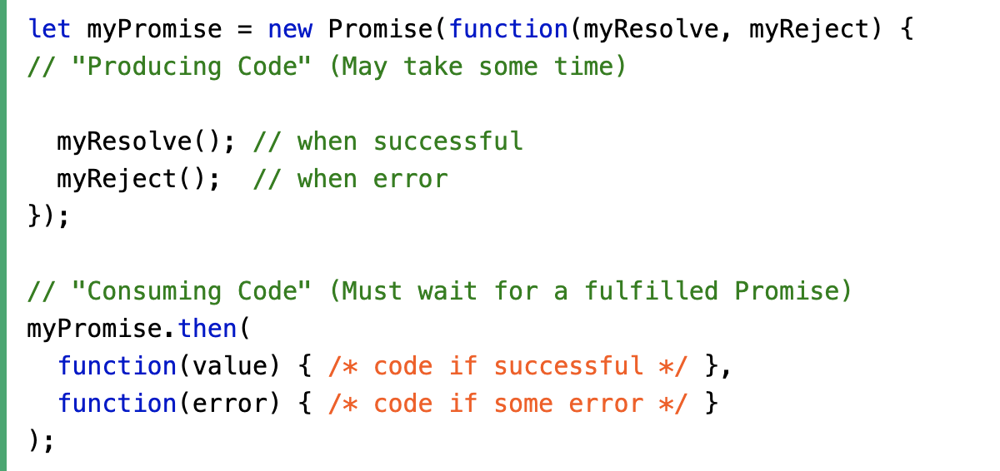 let myPromise = new Promise(function(myResolve, myReject) {
// "Producing Code" (May take some time)

  myResolve(); // when successful
  myReject();  // when error
});

// "Consuming Code" (Must wait for a fulfilled Promise)
myPromise.then(
  function(value) { /* code if successful */ },
  function(error) { /* code if some error */ }
);